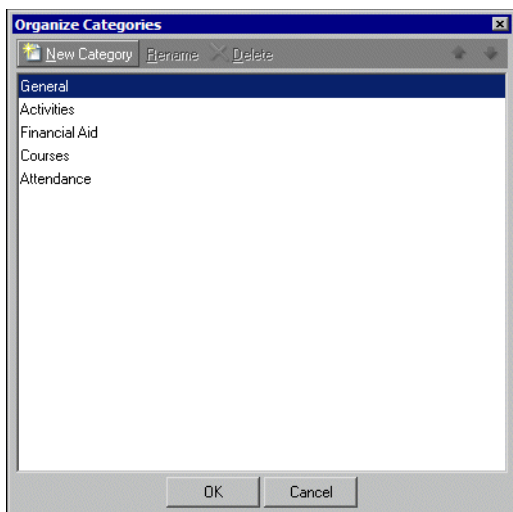 Organize Categories
New Category Rename Delete
General
Activities
Financial Aid
Courses
Attendance
OK Cancel